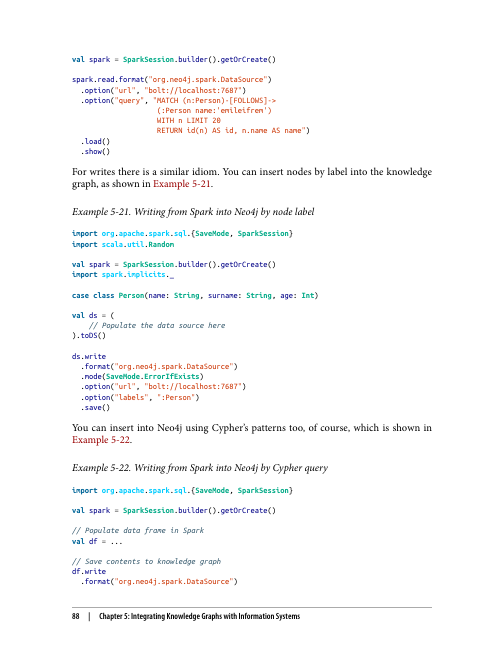 val spark = SparkSession.builder().getOrCreate()
spark.read.format("org.neo4j.spark.DataSource")
  .option("url", "bolt://localhost:7687")
  .option("query", "MATCH (n:Person)-[FOLLOWS]->
                    (:Person name:'emileifrem')
                    WITH n LIMIT 20
                    RETURN id(n) AS id, n.name AS name")
  .load()
  .show()
For writes there is a similar idiom. You can insert nodes by label into the knowledge
graph, as shown in Example 5-21.
Example 5-21. Writing from Spark into Neo4j by node label
import org.apache.spark.sql.{SaveMode, SparkSession}
import scala.util.Random
val spark = SparkSession.builder().getOrCreate()
import spark.implicits._
case class Person(name: String, surname: String, age: Int)
val ds = (
    // Populate the data source here
).toDS()
ds.write
  .format("org.neo4j.spark.DataSource")
  .mode(SaveMode.ErrorIfExists)
  .option("url", "bolt://localhost:7687")
  .option("labels", ":Person")
  .save()
You can insert into Neo4j using Cypher's patterns too, of course, which is shown in
Example 5-22.
Example 5-22. Writing from Spark into Neo4j by Cypher query
import org.apache.spark.sql.{SaveMode, SparkSession}
val spark = SparkSession.builder().getOrCreate()
// Populate data frame in Spark
val df = ...
// Save contents to knowledge graph
df.write
  .format("org.neo4j.spark.DataSource")
88 | Chapter 5: Integrating Knowledge Graphs with Information Systems